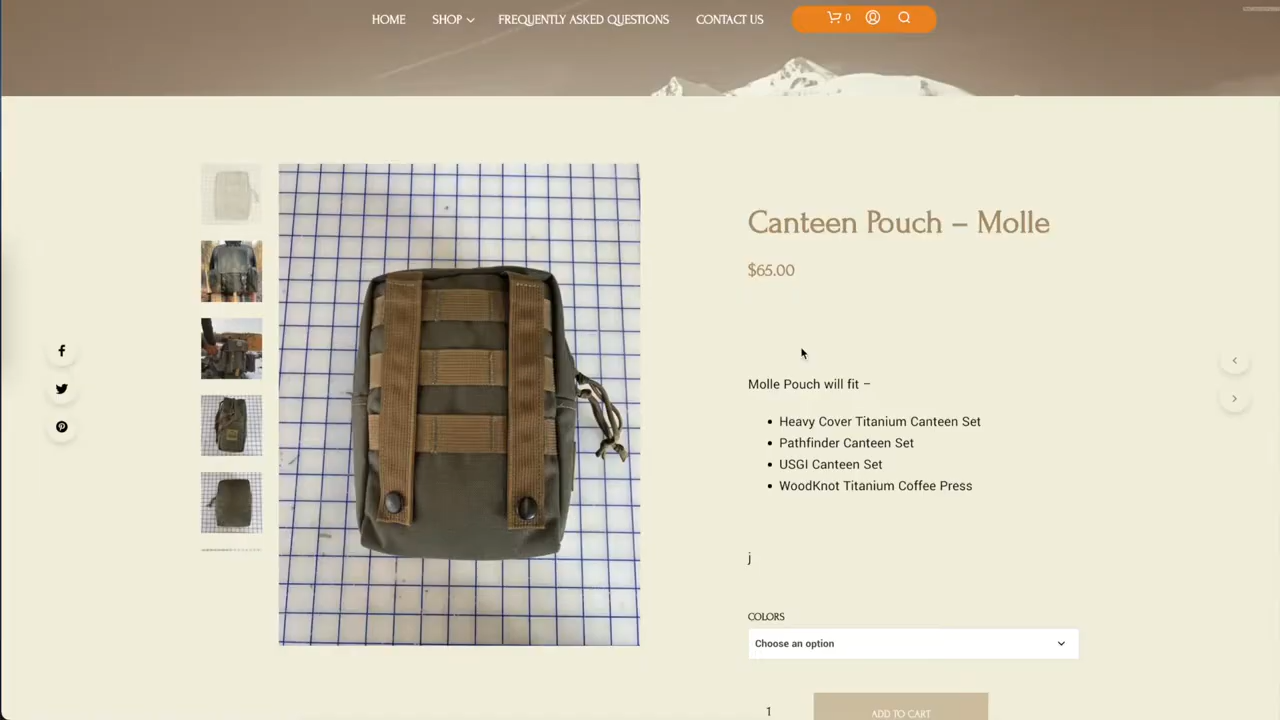 HOME SHOP FREQUENTLY ASKED QUESTIONS CONTACT US 0
Canteen Pouch – Molle
$65.00
Molle Pouch will fit –
Heavy Cover Titanium Canteen Set
Pathfinder Canteen Set
USGI Canteen Set
WoodKnot Titanium Coffee Press
j
COLORS
Choose an option
1 ADD TO CART